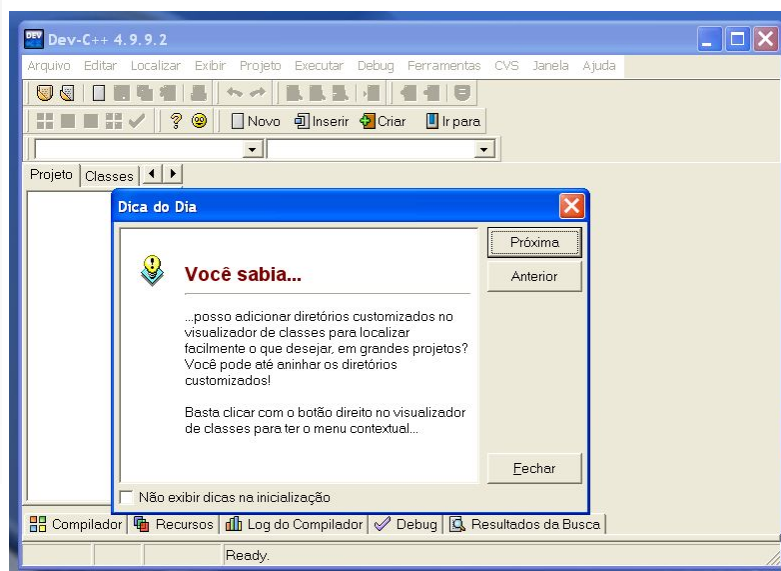 Dev-C++ 4.9.9.2
Arquivo Editar Localizar Exibir Projeto Executar Debug Ferramentas CVS Janela Ajuda
Novo Inserir Criar Ir para
Projeto Classes
Dica do Dia
Próxima
Você sabia...
Anterior
...posso adicionar diretórios customizados no
visualizador de classes para localizar
facilmente o que desejar, em grandes projetos?
Você pode até aninhar os diretórios
customizados!
Basta clicar com o botão direito no visualizador
de classes para ter o menu contextual...
Fechar
Não exibir dicas na inicialização
Compilador Recursos Log do Compilador Debug Resultados da Busca
Ready.